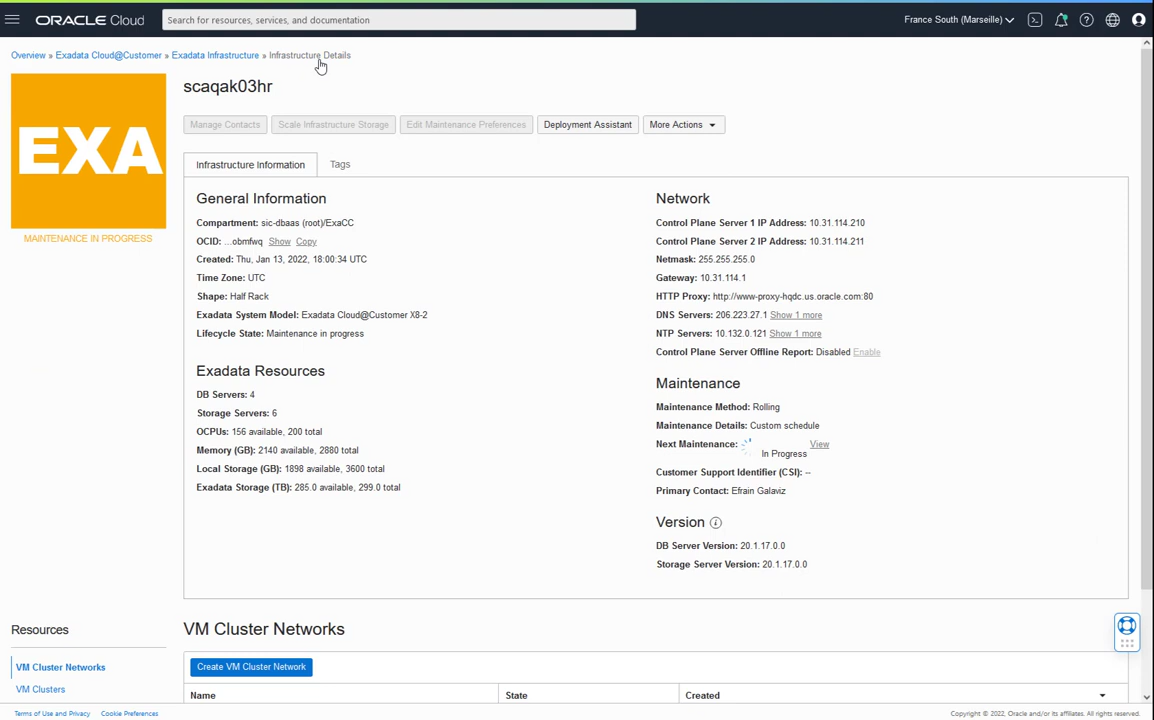 ORACLE Cloud
Search for resources, services, and documentation
France South (Marseille)
Overview » Exadata Cloud@Customer » Exadata Infrastructure » Infrastructure Details
EXA
MAINTENANCE IN PROGRESS
scaqak03hr
Manage Contacts
Scale Infrastructure Storage
Edit Maintenance Preferences
Deployment Assistant
More Actions
Infrastructure Information
Tags
General Information
Compartment: sic-dbaas (root)/ExaCC
OCID: ...obmfwq Show Copy
Created: Thu, Jan 13, 2022, 18:00:34 UTC
Time Zone: UTC
Shape: Half Rack
Exadata System Model: Exadata Cloud@Customer X8-2
Lifecycle State: Maintenance in progress
Exadata Resources
DB Servers: 4
Storage Servers: 6
OCPUs: 156 available, 200 total
Memory (GB): 2140 available, 2880 total
Local Storage (GB): 1898 available, 3600 total
Exadata Storage (TB): 285.0 available, 299.0 total
Network
Control Plane Server 1 IP Address: 10.31.114.210
Control Plane Server 2 IP Address: 10.31.114.211
Netmask: 255.255.255.0
Gateway: 10.31.114.1
HTTP Proxy: http://www-proxy-hqdc.us.oracle.com:80
DNS Servers: 206.223.27.1 Show 1 more
NTP Servers: 10.132.0.121 Show 1 more
Control Plane Server Offline Report: Disabled Enable
Maintenance
Maintenance Method: Rolling
Maintenance Details: Custom schedule
Next Maintenance: In Progress View
Customer Support Identifier (CSI): --
Primary Contact: Efrain Galaviz
Version
DB Server Version: 20.1.17.0.0
Storage Server Version: 20.1.17.0.0
Resources
VM Cluster Networks
VM Clusters
VM Cluster Networks
Create VM Cluster Network
Name
State
Created
Terms of Use and Privacy
Cookie Preferences
Copyright © 2022, Oracle and/or its affiliates. All rights reserved.